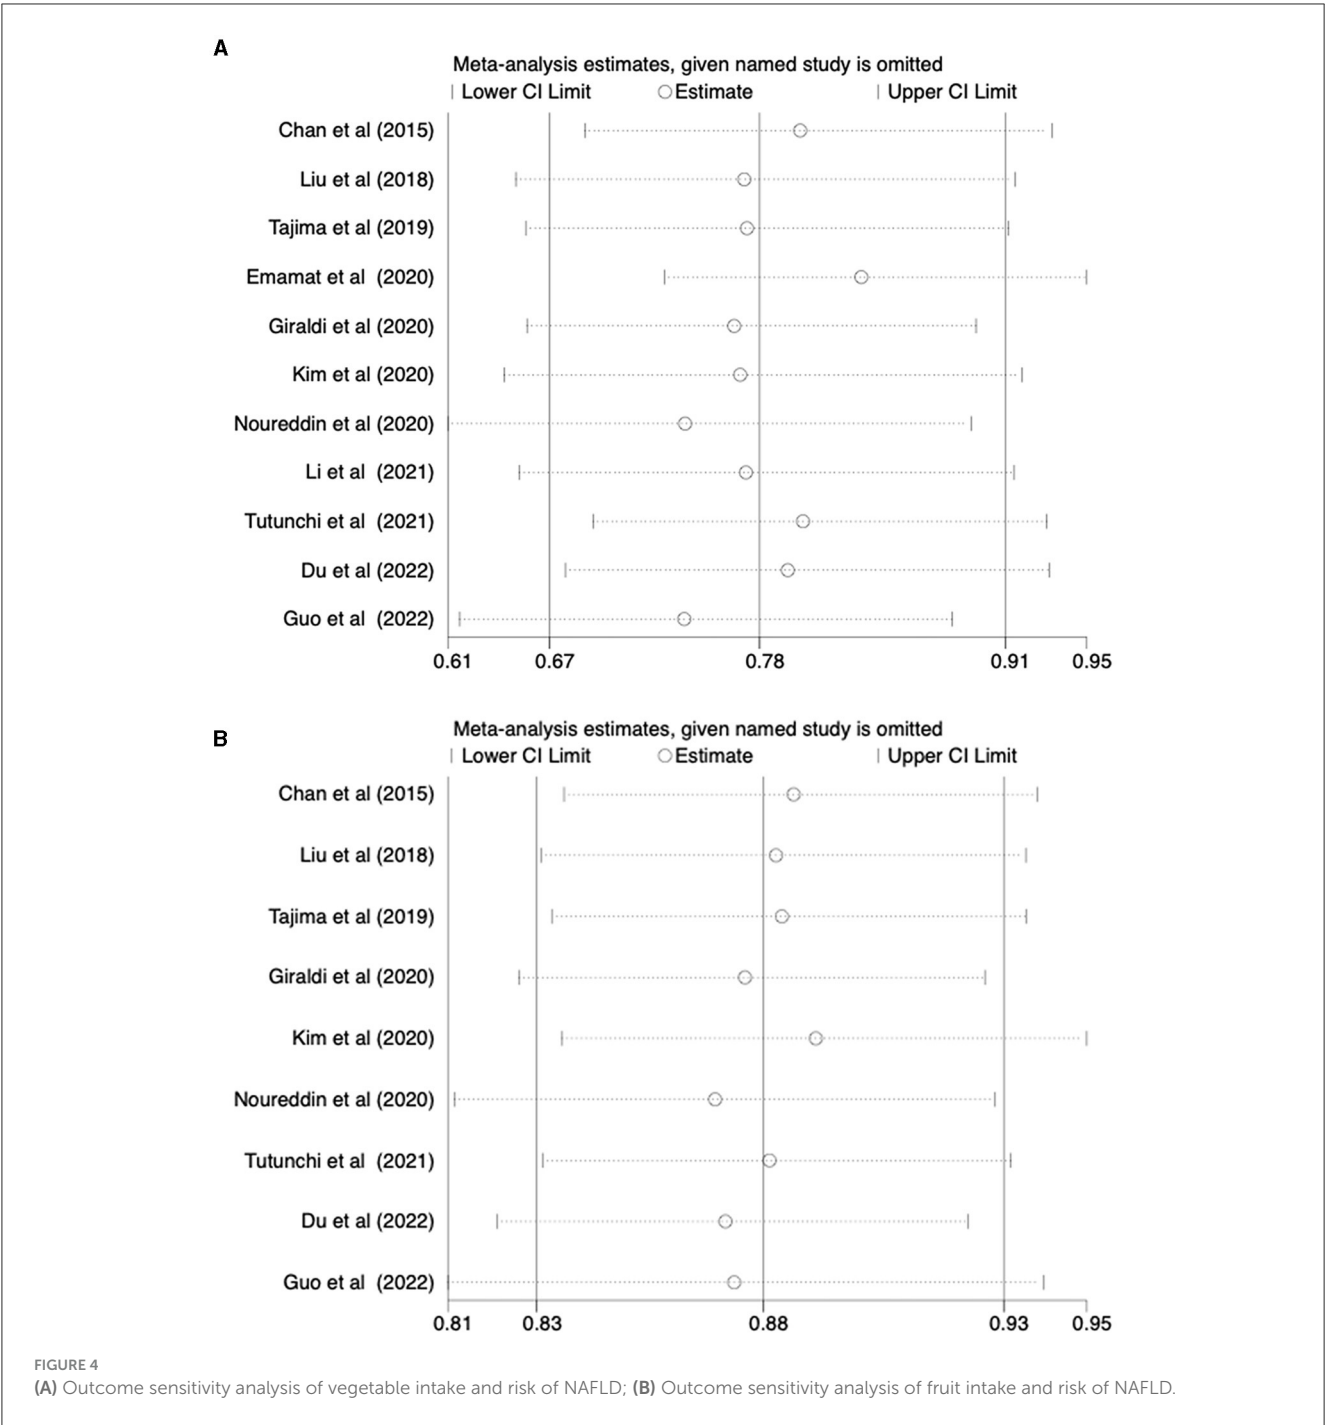 A
Meta-analysis estimates, given named study is omitted
| Lower CI Limit ○ Estimate | Upper CI Limit
Chan et al (2015)
Liu et al (2018)
Tajima et al (2019)
Emamat et al (2020)
Giraldi et al (2020)
Kim et al (2020)
Noureddin et al (2020)
Li et al (2021)
Tutunchi et al (2021)
Du et al (2022)
Guo et al (2022)
0.61 0.67 0.78 0.91 0.95
B
Meta-analysis estimates, given named study is omitted
| Lower CI Limit ○ Estimate | Upper CI Limit
Chan et al (2015)
Liu et al (2018)
Tajima et al (2019)
Giraldi et al (2020)
Kim et al (2020)
Noureddin et al (2020)
Tutunchi et al (2021)
Du et al (2022)
Guo et al (2022)
0.81 0.83 0.88 0.93 0.95
FIGURE 4
(A) Outcome sensitivity analysis of vegetable intake and risk of NAFLD; (B) Outcome sensitivity analysis of fruit intake and risk of NAFLD.